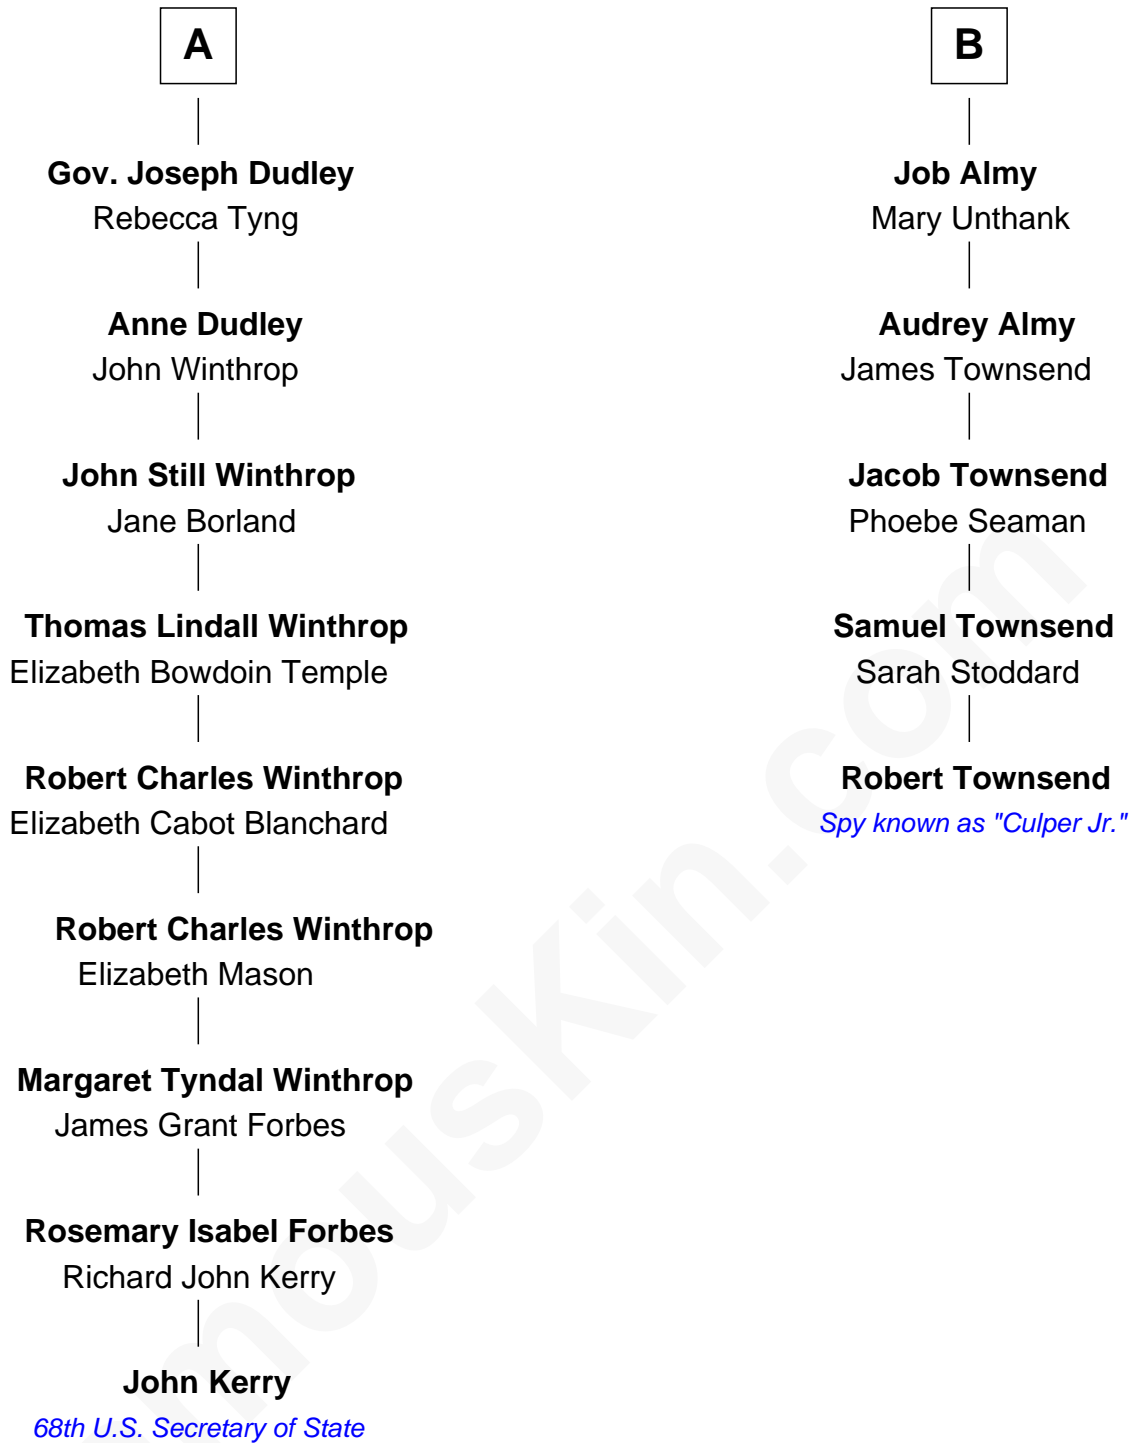 A
Gov. Joseph Dudley
Rebecca Tyng
Anne Dudley
John Winthrop
John Still Winthrop
Jane Borland
Thomas Lindall Winthrop
Elizabeth Bowdoin Temple
Robert Charles Winthrop
Elizabeth Cabot Blanchard
Robert Charles Winthrop
Elizabeth Mason
Margaret Tyndal Winthrop
James Grant Forbes
Rosemary Isabel Forbes
Richard John Kerry
John Kerry
68th U.S. Secretary of State
B
Job Almy
Mary Unthank
Audrey Almy
James Townsend
Jacob Townsend
Phoebe Seaman
Samuel Townsend
Sarah Stoddard
Robert Townsend
Spy known as "Culper Jr."
mousKin.com